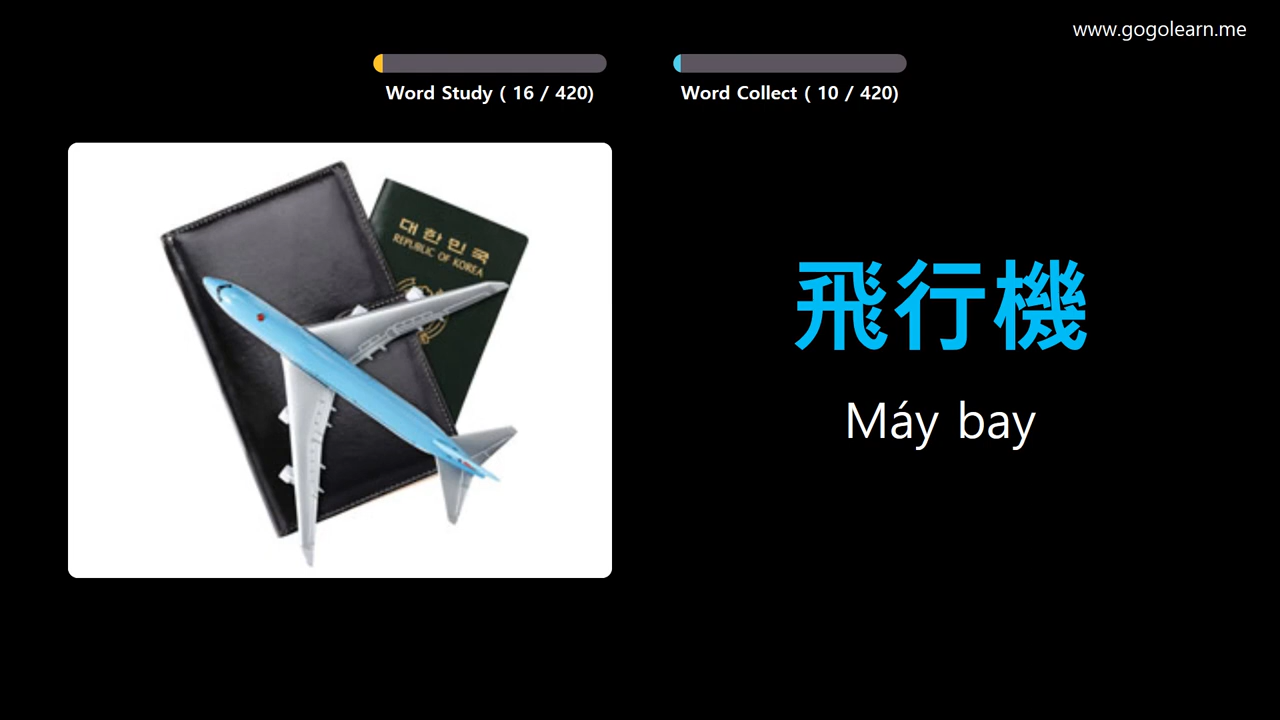 www.gogolearn.me
Word Study ( 16 / 420)
Word Collect ( 10 / 420)
대한민국
REPUBLIC OF KOREA
飛行機
Máy bay